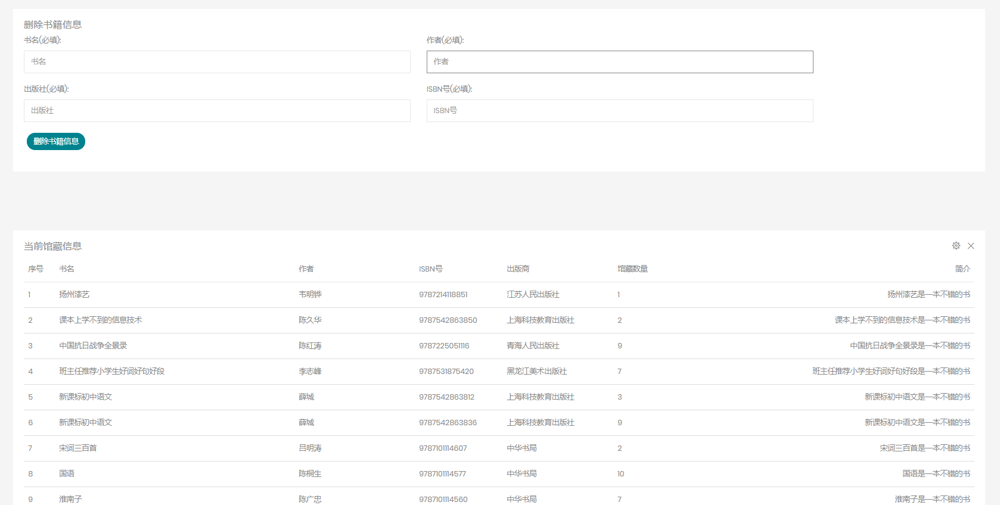 删除书籍信息
书名(必填): 作者(必填):
书名 作者
出版社(必填): ISBN号(必填):
出版社 ISBN号
删除书籍信息
当前馆藏信息
序号 书名 作者 ISBN号 出版商 馆藏数量 简介
1 扬州漆艺 韦明铧 9787214118851 江苏人民出版社 1 扬州漆艺是一本不错的书
2 课本上学不到的信息技术 陈久华 9787542863850 上海科技教育出版社 2 课本上学不到的信息技术是一本不错的书
3 中国抗日战争全景录 陈红涛 9787225051116 青海人民出版社 9 中国抗日战争全景录是一本不错的书
4 班主任推荐小学生好词好句好段 李志峰 9787531875420 黑龙江美术出版社 7 班主任推荐小学生好词好句好段是一本不错的书
5 新课标初中语文 薛城 9787542863812 上海科技教育出版社 3 新课标初中语文是一本不错的书
6 新课标初中语文 薛城 9787542863836 上海科技教育出版社 9 新课标初中语文是一本不错的书
7 宋词三百首 吕明涛 9787101114607 中华书局 2 宋词三百首是一本不错的书
8 国语 陈桐生 9787101114577 中华书局 10 国语是一本不错的书
9 淮南子 陈广忠 9787101114560 中华书局 7 淮南子是一本不错的书